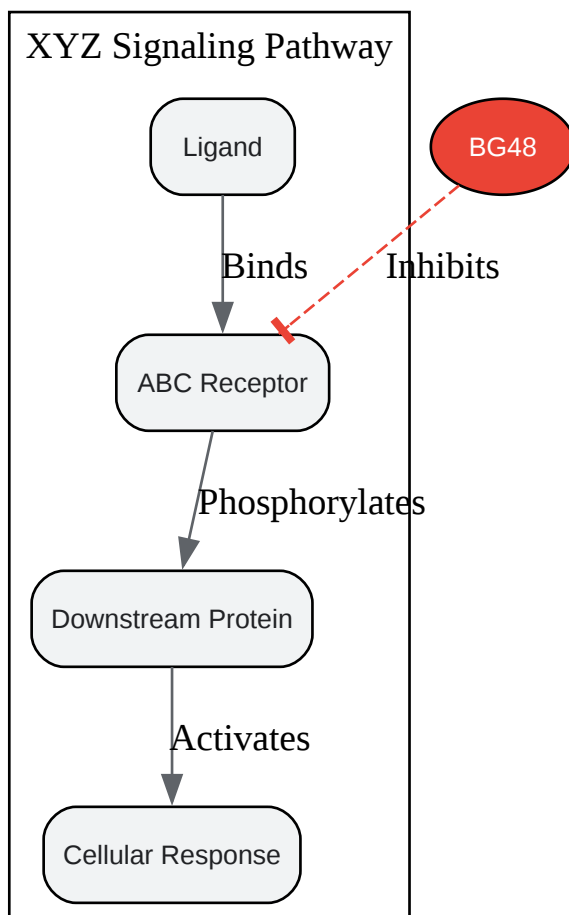 XYZ Signaling Pathway
Ligand
BG48
Binds
Inhibits
ABC Receptor
Phosphorylates
Downstream Protein
Activates
Cellular Response